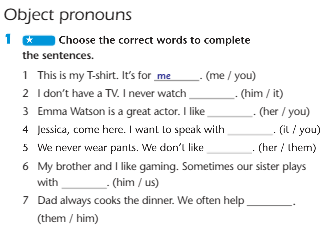 Object pronouns
1 ★ Choose the correct words to complete
the sentences.
1 This is my T-shirt. It's for me______. (me / you)
2 I don't have a TV. I never watch ________. (him / it)
3 Emma Watson is a great actor. I like ________. (her / you)
4 Jessica, come here. I want to speak with ________. (it / you)
5 We never wear pants. We don't like ________. (her / them)
6 My brother and I like gaming. Sometimes our sister plays
with ________. (him / us)
7 Dad always cooks the dinner. We often help ________.
(them / him)